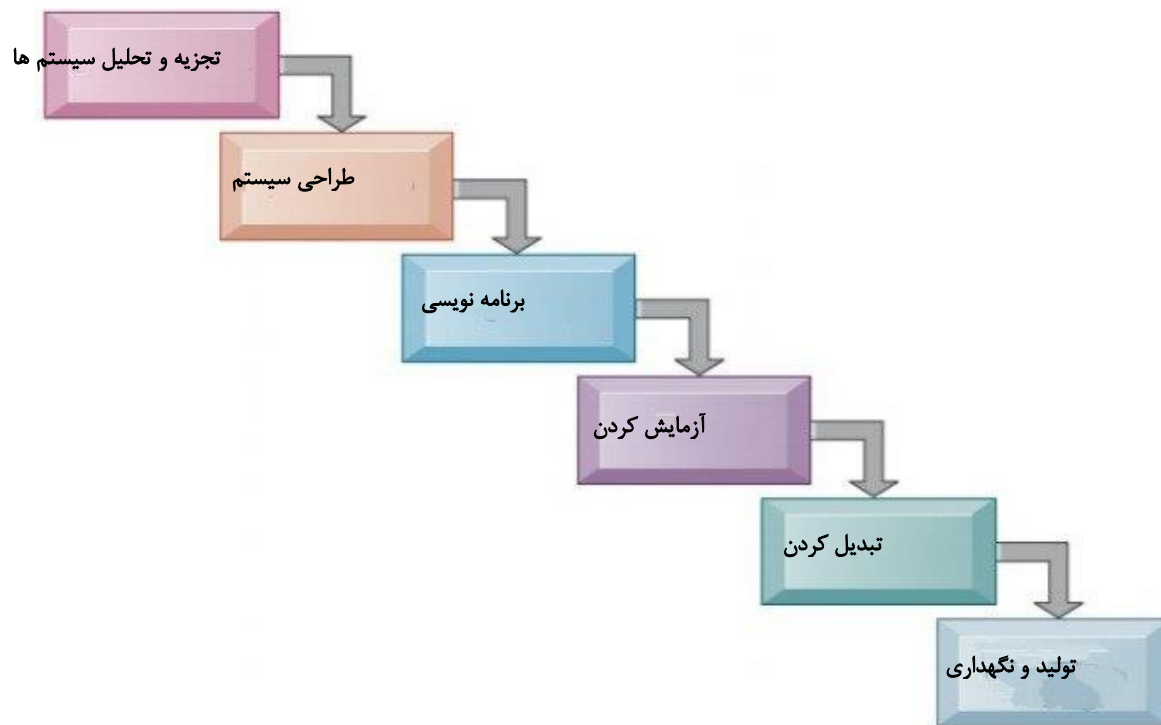 تجزیه و تحلیل سیستم ها
طراحی سیستم
برنامه نویسی
آزمایش کردن
تبدیل کردن
تولید و نگهداری